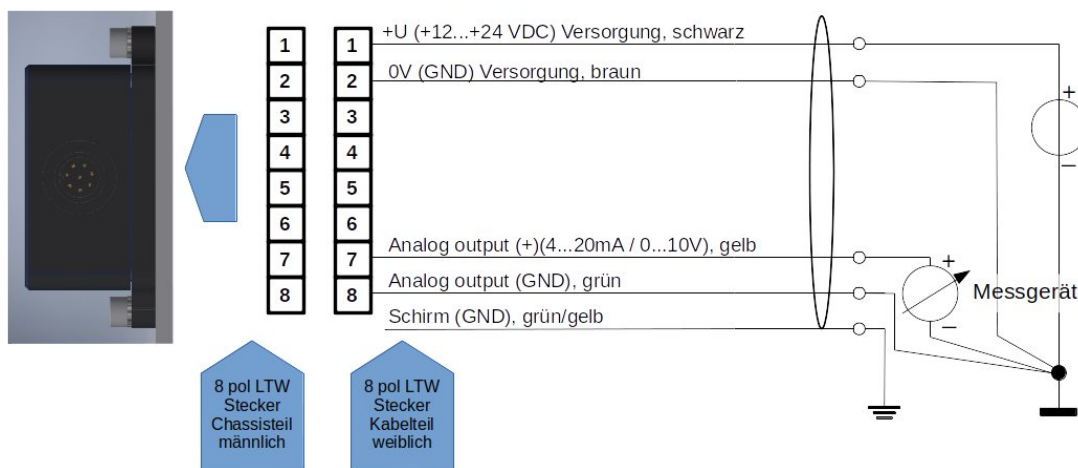 +U (+12...+24 VDC) Versorgung, schwarz
1 1
0V (GND) Versorgung, braun
2 2
3 3
4 4
5 5
6 6
Analog output (+)(4...20mA / 0...10V), gelb
7 7
Analog output (GND), grün
8 8
Schirm (GND), grün/gelb
+
−
+
Messgerät
−
8 pol LTW
Stecker
Chassisteil
männlich
8 pol LTW
Stecker
Kabelteil
weiblich